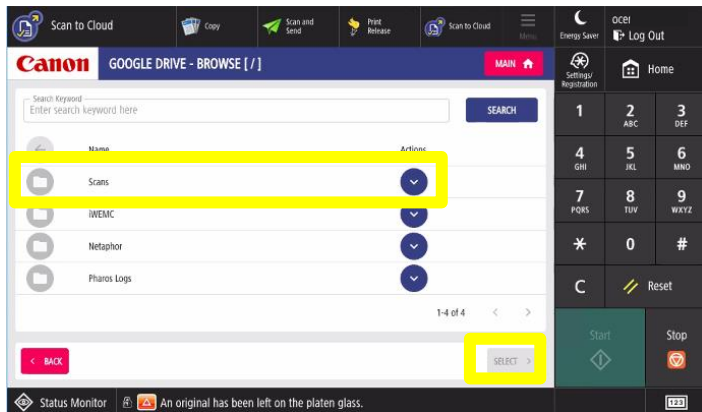 Scan to Cloud
Copy
Scan and
Send
Print
Release
Scan to Cloud
Menu
Energy Saver
ocer
Log Out
Canon
GOOGLE DRIVE - BROWSE [ / ]
MAIN
Settings/
Registration
Home
Search Keyword
Enter search keyword here
SEARCH
Name
Actions
Scans
iWEMC
Netaphor
Pharos Logs
1-4 of 4
< >
< BACK
SELECT >
1
2
ABC
3
DEF
4
GHI
5
JKL
6
MNO
7
PQRS
8
TUV
9
WXYZ
*
0
#
C
Reset
Start
Stop
Status Monitor
An original has been left on the platen glass.
123